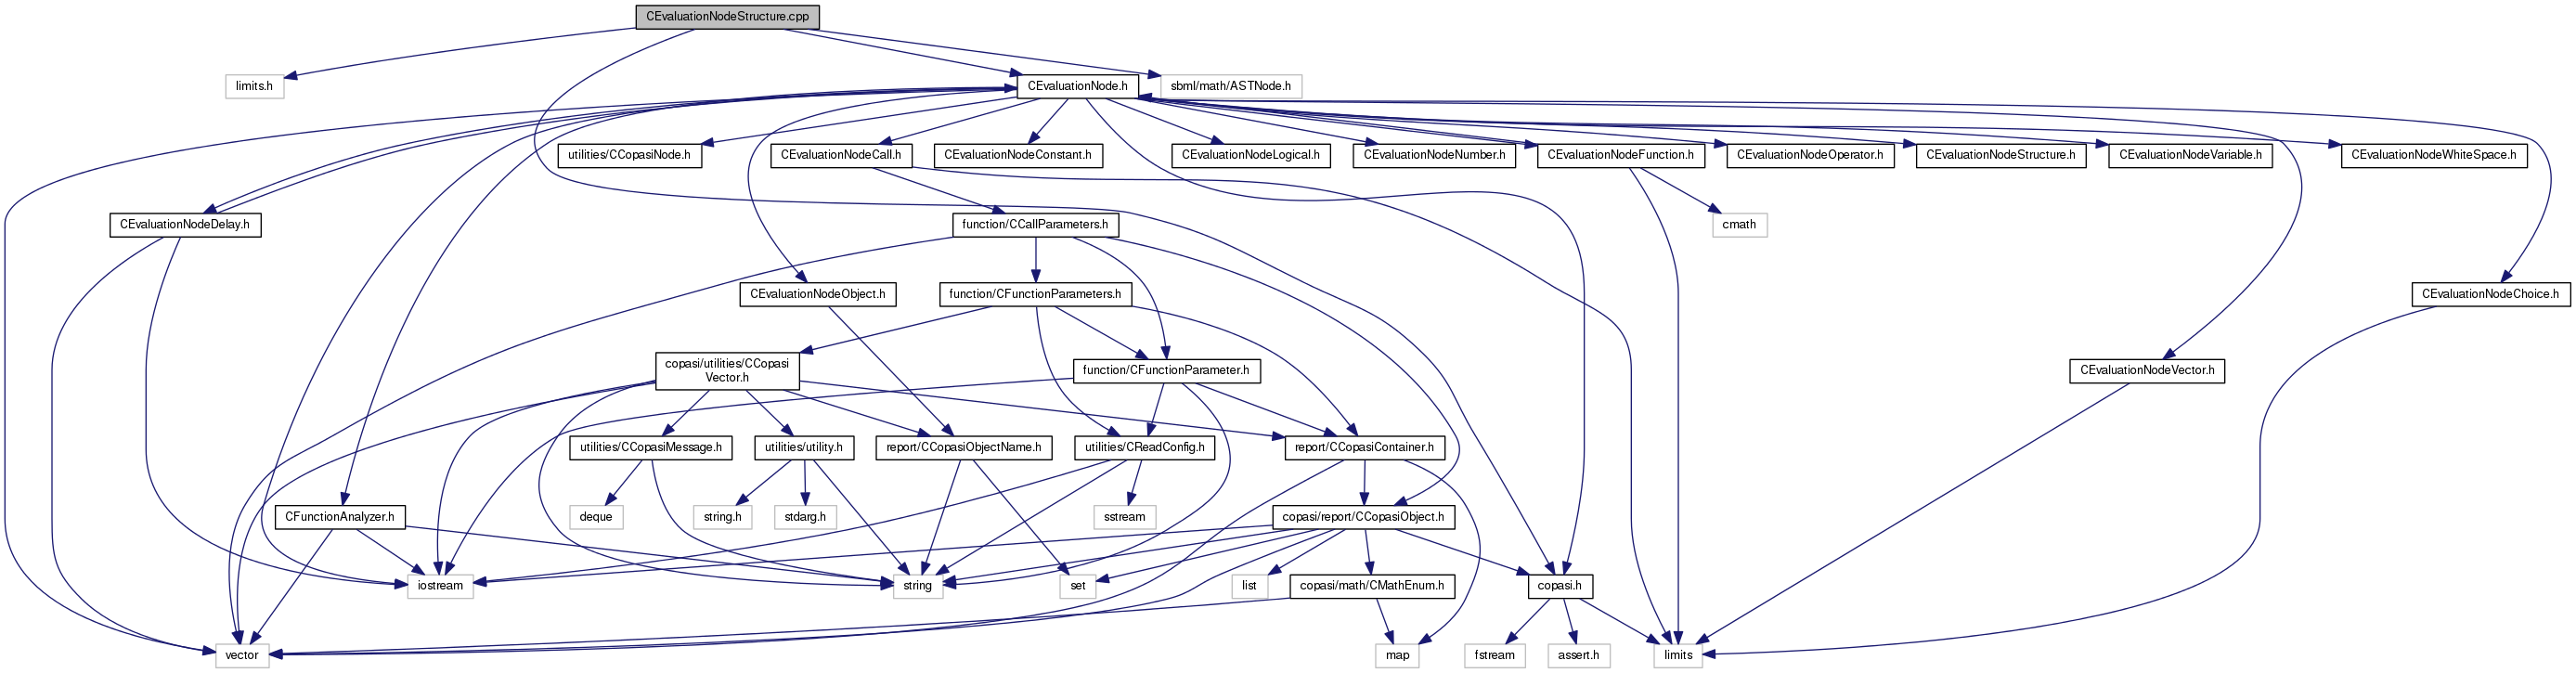 CEvaluationNodeStructure.cpp
limits.h
CEvaluationNode.h
sbml/math/ASTNode.h
utilities/CCopasiNode.h
CEvaluationNodeCall.h
CEvaluationNodeConstant.h
CEvaluationNodeLogical.h
CEvaluationNodeNumber.h
CEvaluationNodeFunction.h
CEvaluationNodeOperator.h
CEvaluationNodeStructure.h
CEvaluationNodeVariable.h
CEvaluationNodeWhiteSpace.h
CEvaluationNodeDelay.h
function/CCallParameters.h
cmath
CEvaluationNodeObject.h
function/CFunctionParameters.h
CEvaluationNodeChoice.h
copasi/utilities/CCopasi
Vector.h
function/CFunctionParameter.h
CEvaluationNodeVector.h
utilities/CCopasiMessage.h
utilities/utility.h
report/CCopasiObjectName.h
utilities/CReadConfig.h
report/CCopasiContainer.h
CFunctionAnalyzer.h
deque
string.h
stdarg.h
sstream
copasi/report/CCopasiObject.h
iostream
string
set
list
copasi/math/CMathEnum.h
copasi.h
vector
map
fstream
assert.h
limits